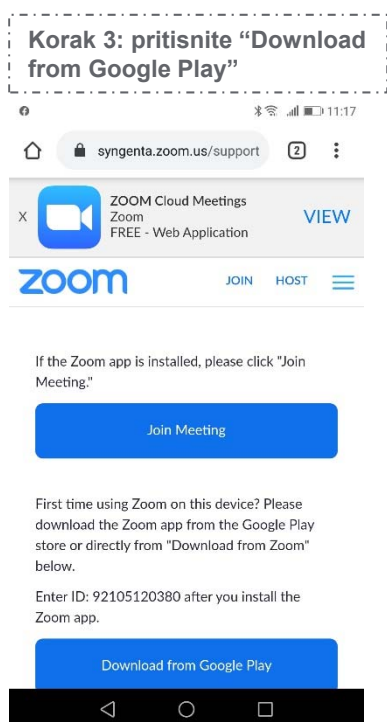 Korak 3: pritisnite “Download
from Google Play”
11:17
syngenta.zoom.us/support
2
X
ZOOM Cloud Meetings
Zoom
FREE - Web Application
VIEW
zoom
JOIN
HOST
If the Zoom app is installed, please click "Join
Meeting."
Join Meeting
First time using Zoom on this device? Please
download the Zoom app from the Google Play
store or directly from "Download from Zoom"
below.
Enter ID: 92105120380 after you install the
Zoom app.
Download from Google Play